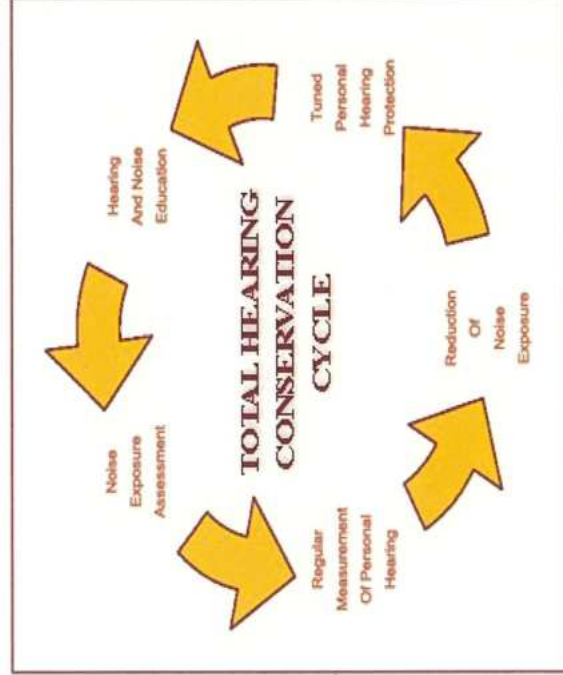 Noise
Exposure
Assessment
Hearing
And Noise
Education
TOTAL HEARING
CONSERVATION
CYCLE
Regular
Measurement
Of Personal
Hearing
Tuned
Personal
Hearing
Protection
Reduction
Of
Noise
Exposure